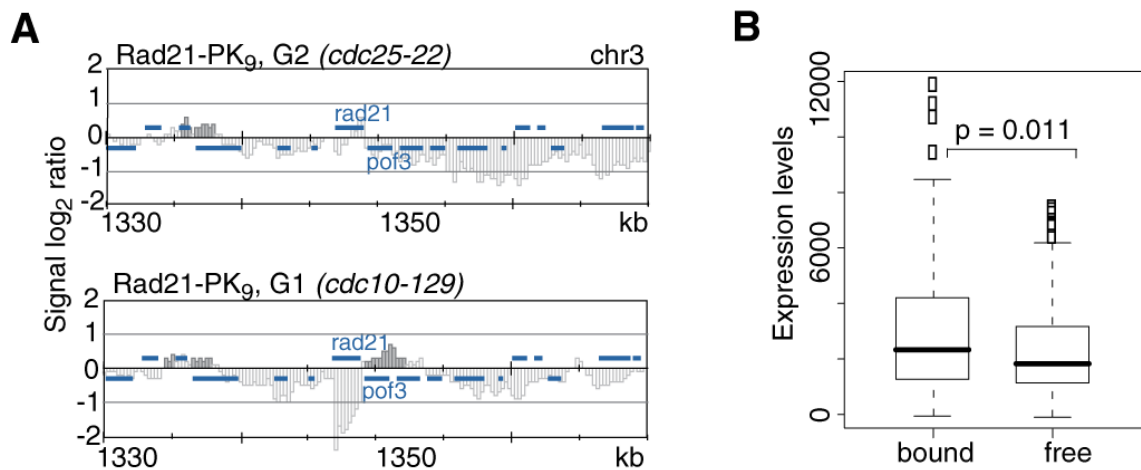 A
Rad21-PK9, G2 (cdc25-22) chr3
2
1
0
-1
-2
rad21
pof3
1330 1350 kb
Signal log2 ratio
Rad21-PK9, G1 (cdc10-129)
2
1
0
-1
-2
rad21
pof3
1330 1350 kb
B
Expression levels
12000
6000
0
p = 0.011
bound free